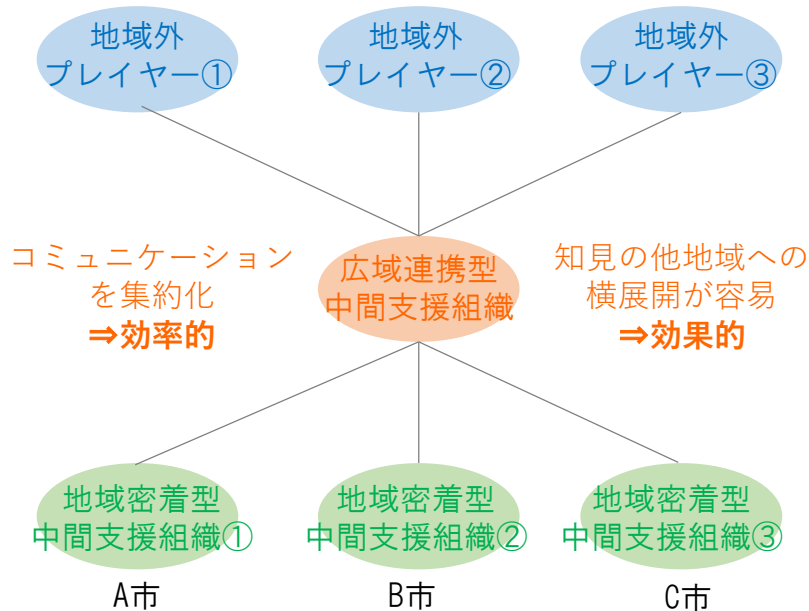 地域外
プレイヤー①
地域外
プレイヤー②
地域外
プレイヤー③
コミュニケーション
を集約化
⇒効率的
広域連携型
中間支援組織
知見の他地域への
横展開が容易
⇒効果的
地域密着型
中間支援組織①
地域密着型
中間支援組織②
地域密着型
中間支援組織③
A市
B市
C市